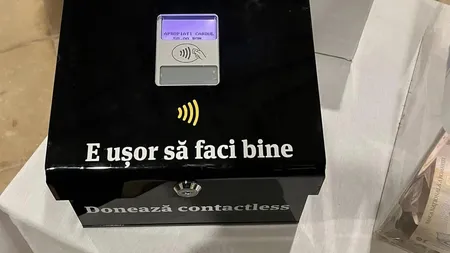 APROPIATI CARDUL
E ușor să faci bine
Donează contactless